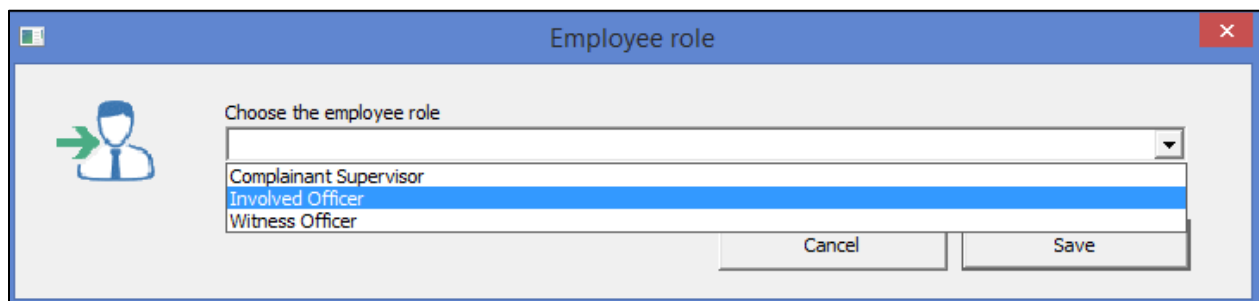 Employee role
Choose the employee role
Complainant Supervisor
Involved Officer
Witness Officer
Cancel Save